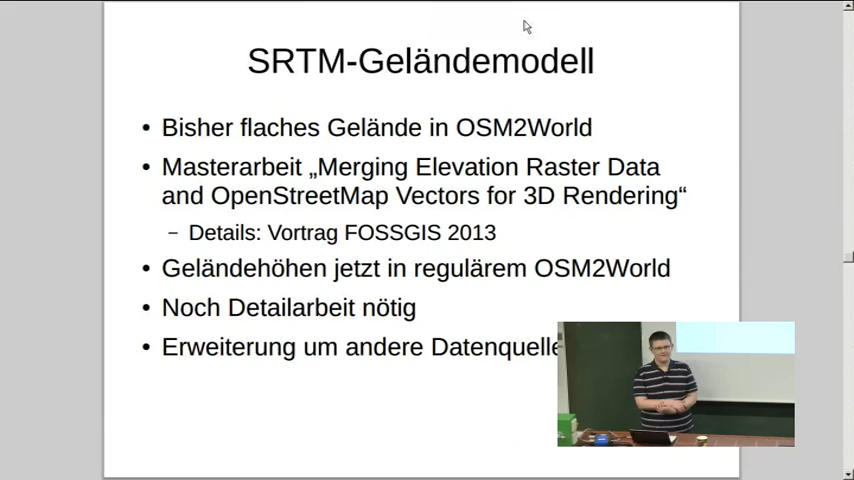 SRTM-Geländemodell
• Bisher flaches Gelände in OSM2World
• Masterarbeit „Merging Elevation Raster Data
and OpenStreetMap Vectors for 3D Rendering“
– Details: Vortrag FOSSGIS 2013
• Geländehöhen jetzt in regulärem OSM2World
• Noch Detailarbeit nötig
• Erweiterung um andere Datenquelle